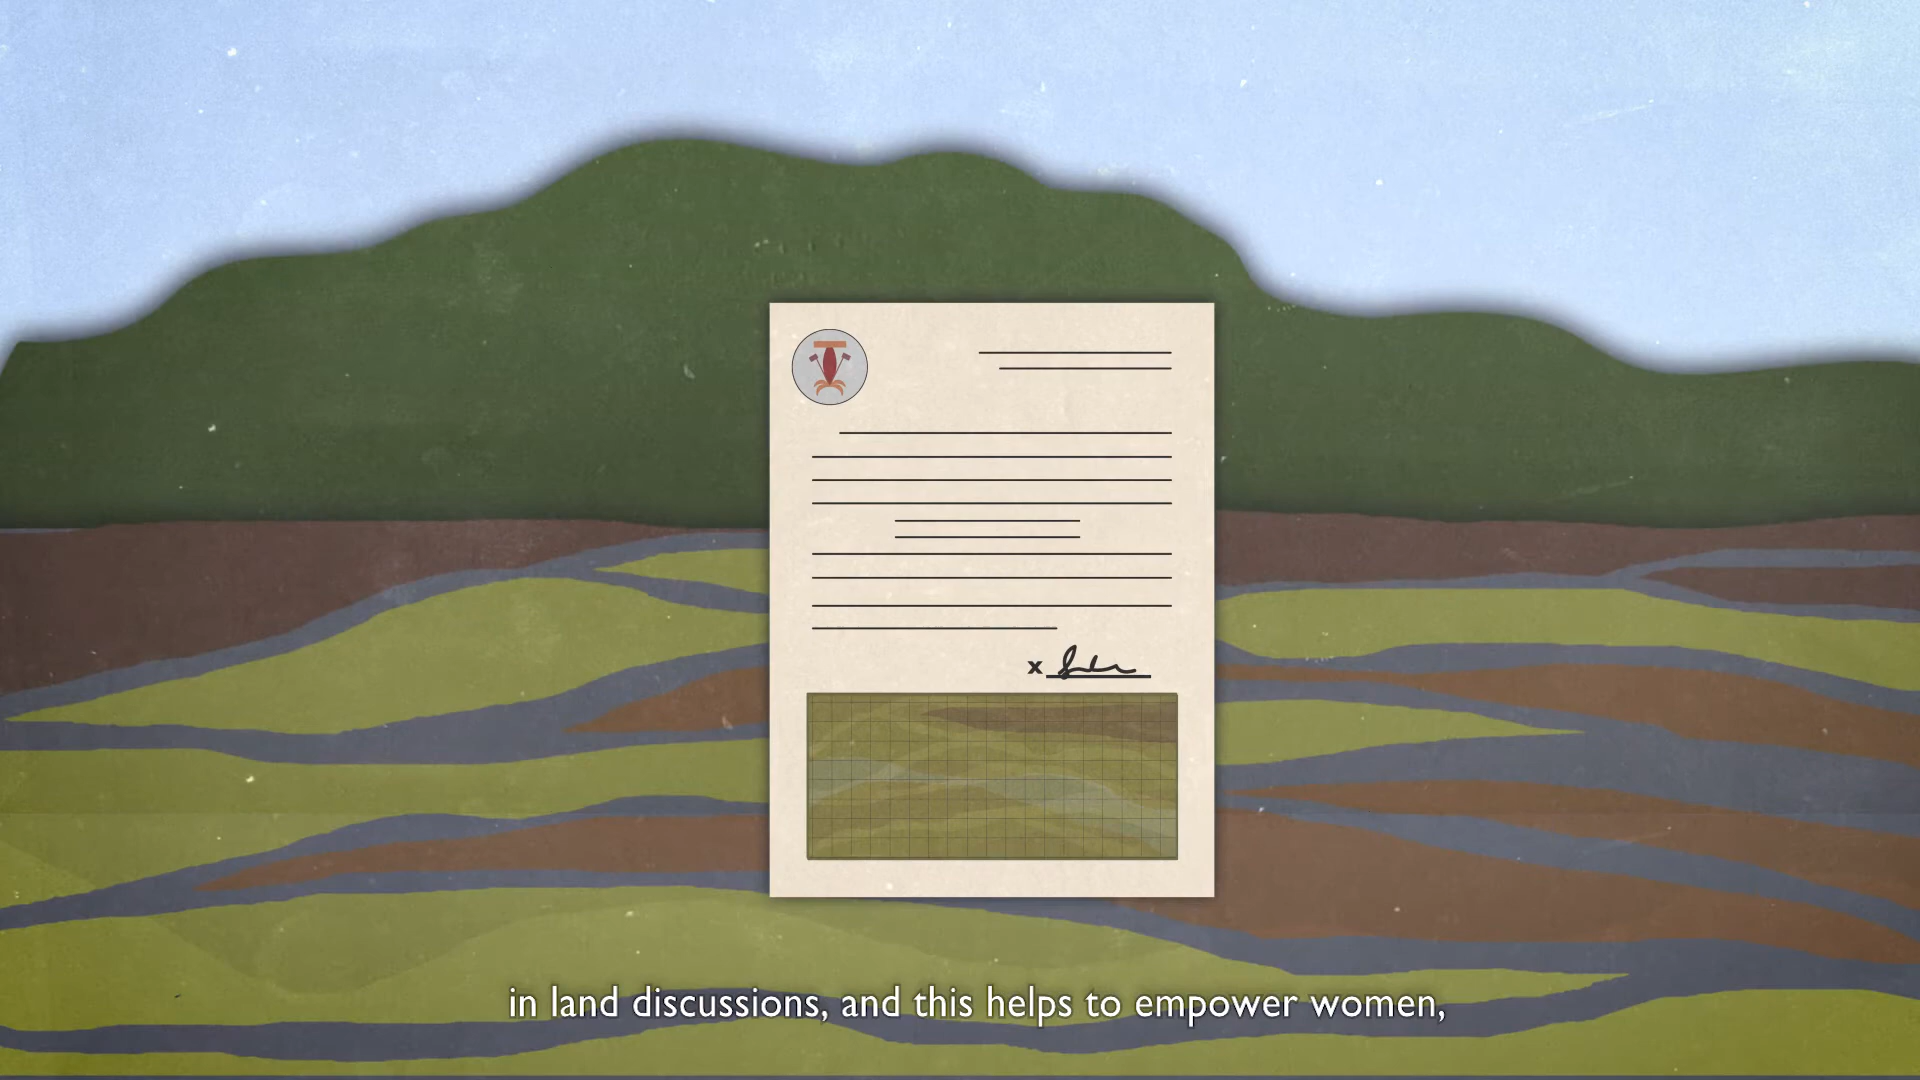 x
in land discussions, and this helps to empower women,